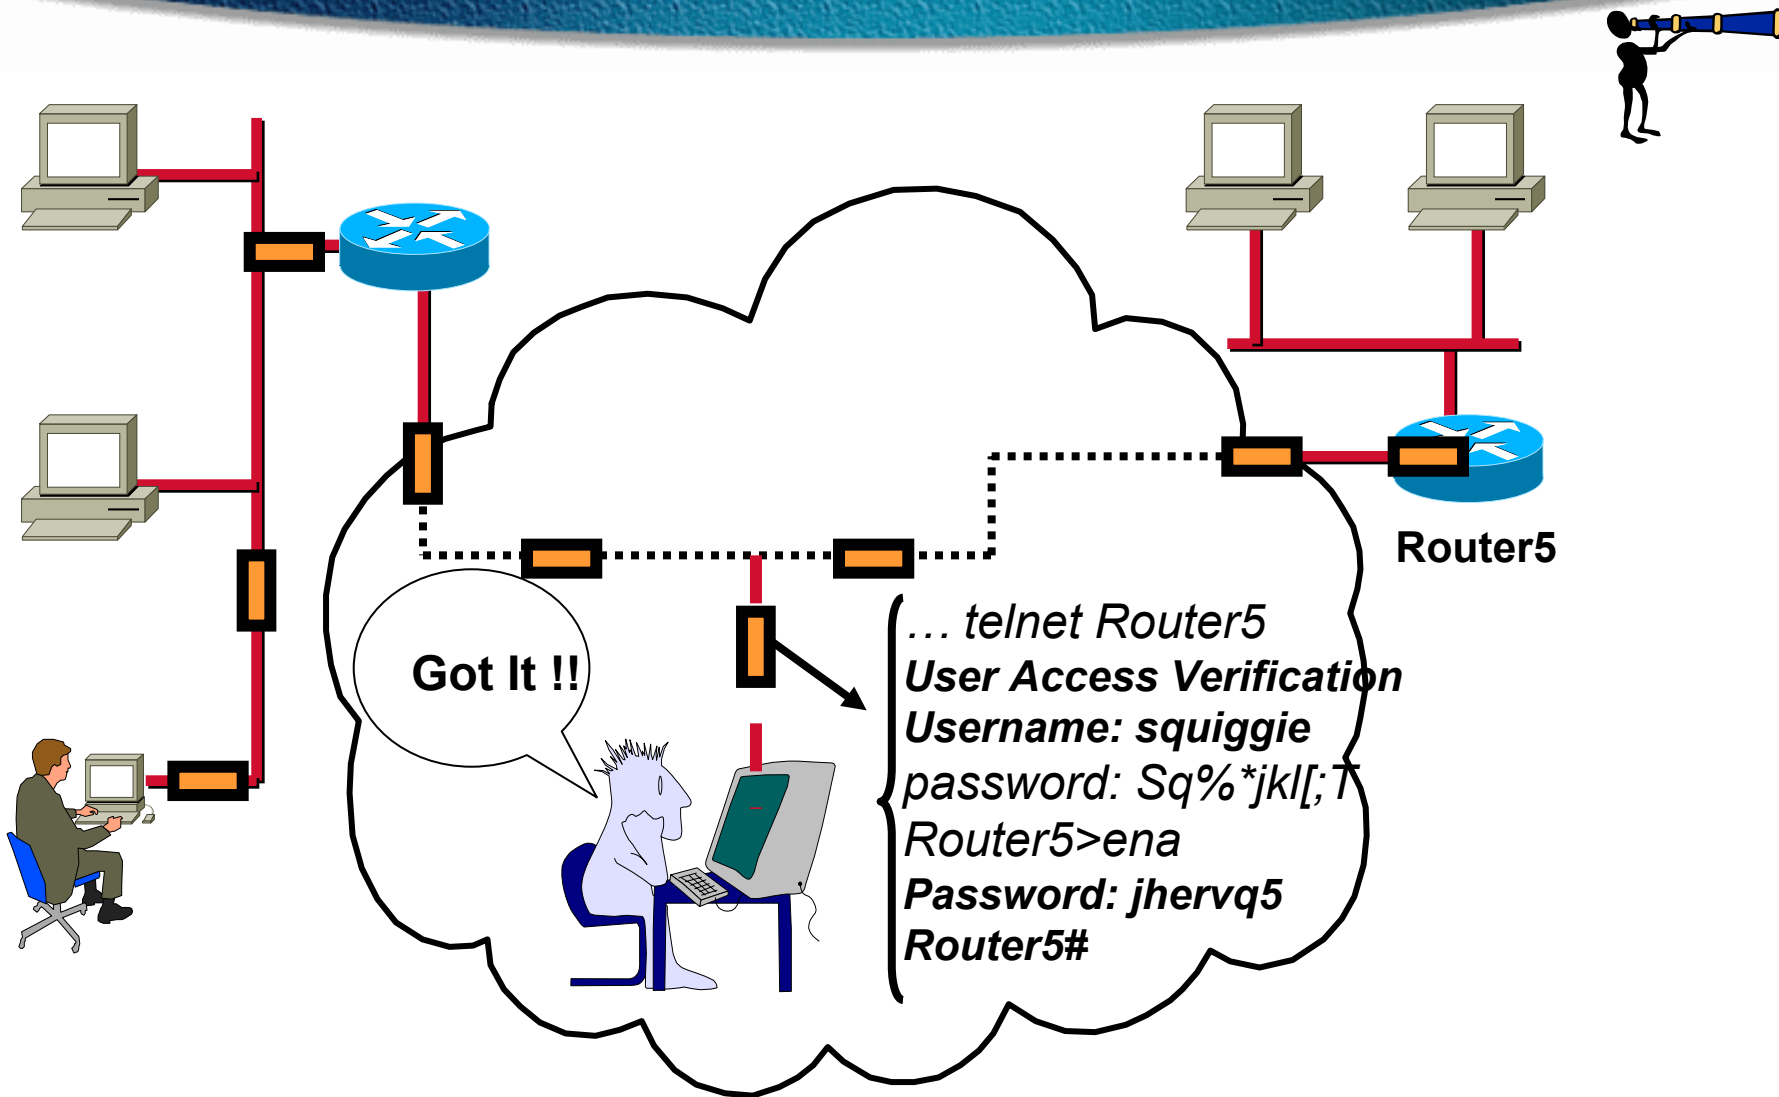 Router5
Got It !!
… telnet Router5
User Access Verification
Username: squiggie
password: Sq%*jkl[;T
Router5>ena
Password: jhervq5
Router5#